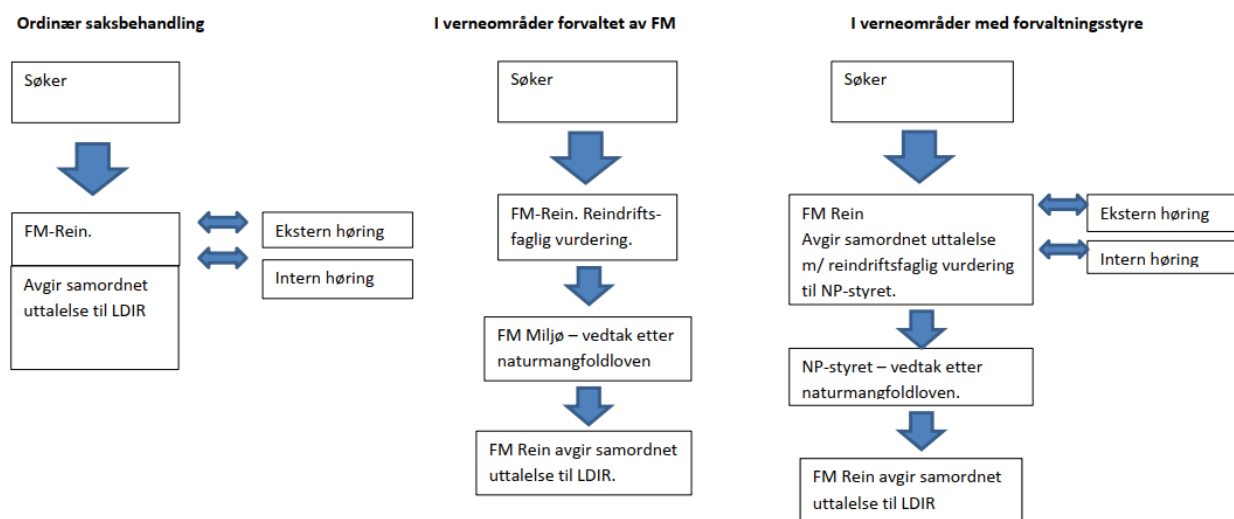 Ordinær saksbehandling
Søker
FM-Rein.
Avgir samordnet
uttalelse til LDIR
Ekstern høring
Intern høring
I verneområder forvaltet av FM
Søker
FM-Rein. Reindrifts-
faglig vurdering.
FM Miljø – vedtak etter
naturmangfoldloven
FM Rein avgir samordnet
uttalelse til LDIR.
I verneområder med forvaltningsstyre
Søker
FM Rein
Avgir samordnet uttalelse
m/ reindriftsfaglig vurdering
til NP-styret.
Ekstern høring
Intern høring
NP-styret – vedtak etter
naturmangfoldloven.
FM Rein avgir samordnet
uttalelse til LDIR